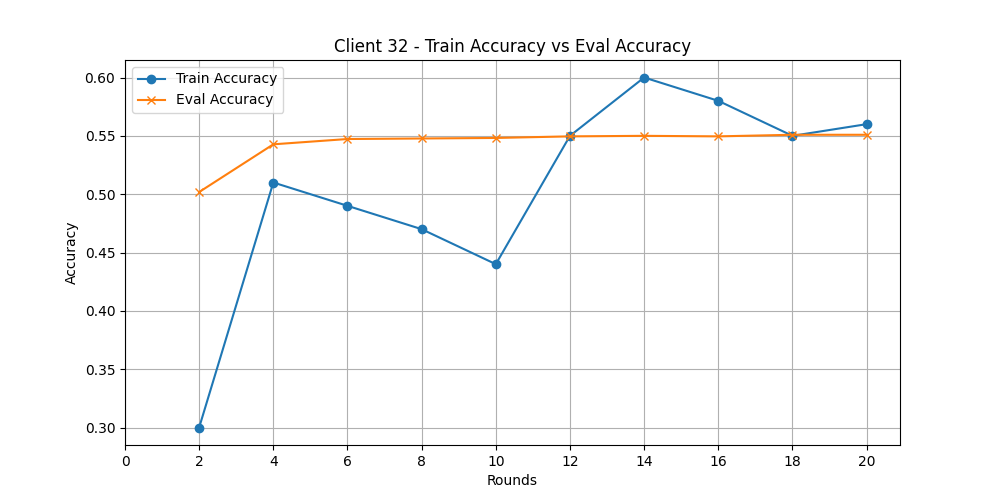 Client 32 - Train Accuracy vs Eval Accuracy
Train Accuracy
Eval Accuracy
Accuracy
0.60
0.55
0.50
0.45
0.40
0.35
0.30
0 2 4 6 8 10 12 14 16 18 20
Rounds